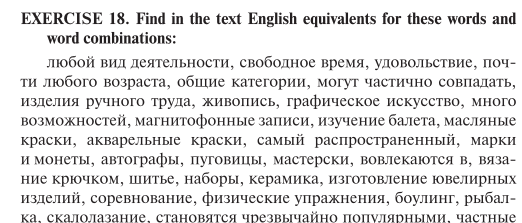 EXERCISE 18. Find in the text English equivalents for these words and
word combinations:
любой вид деятельности, свободное время, удовольствие, поч-
ти любого возраста, общие категории, могут частично совпадать,
изделия ручного труда, живопись, графическое искусство, много
возможностей, магнитофонные записи, изучение балета, масляные
краски, акварельные краски, самый распространенный, марки
и монеты, автографы, пуговицы, мастерски, вовлекаются в, вяза-
ние крючком, шитье, наборы, керамика, изготовление ювелирных
изделий, соревнование, физические упражнения, боулинг, рыбал-
ка, скалолазание, становятся чрезвычайно популярными, частные